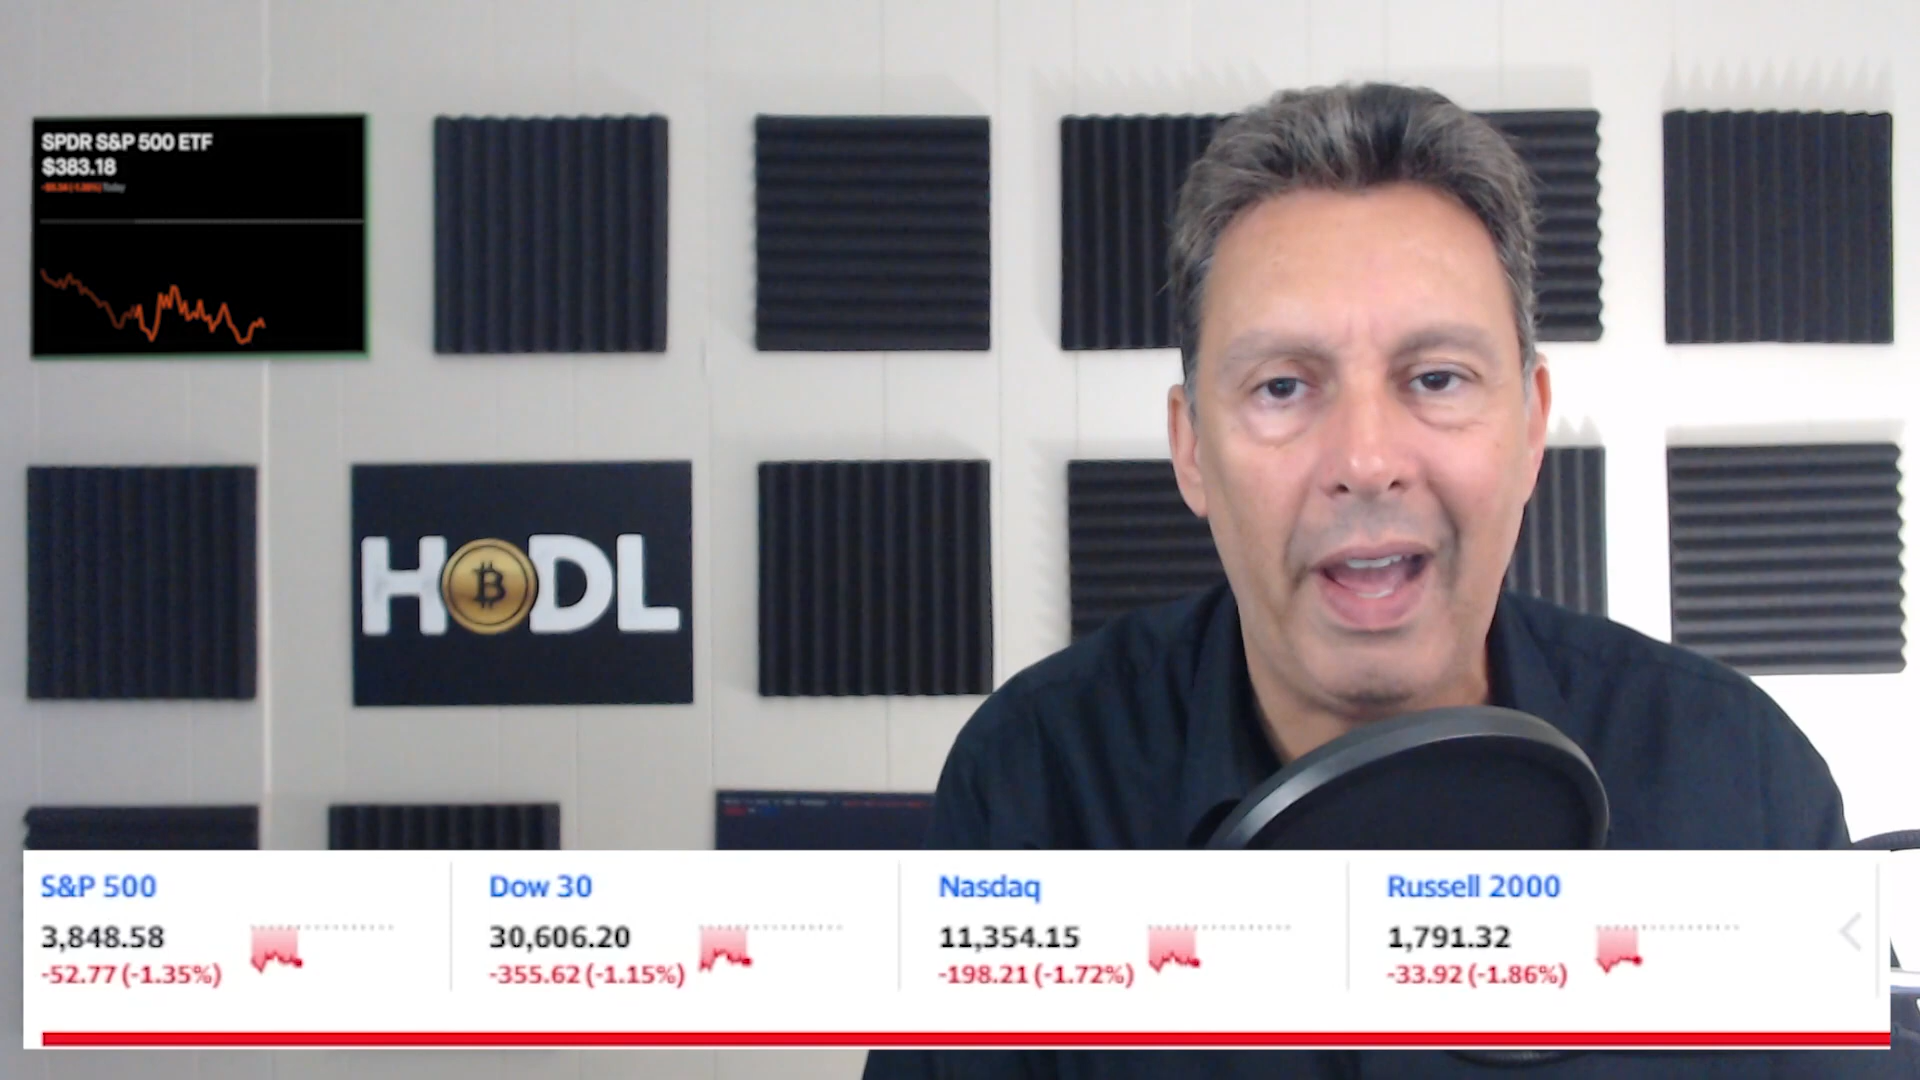 SPDR S&P 500 ETF
$383.18
Today
HODL
S&P 500
3,848.58
-52.77 (-1.35%)
Dow 30
30,606.20
-355.62 (-1.15%)
Nasdaq
11,354.15
-198.21 (-1.72%)
Russell 2000
1,791.32
-33.92 (-1.86%)